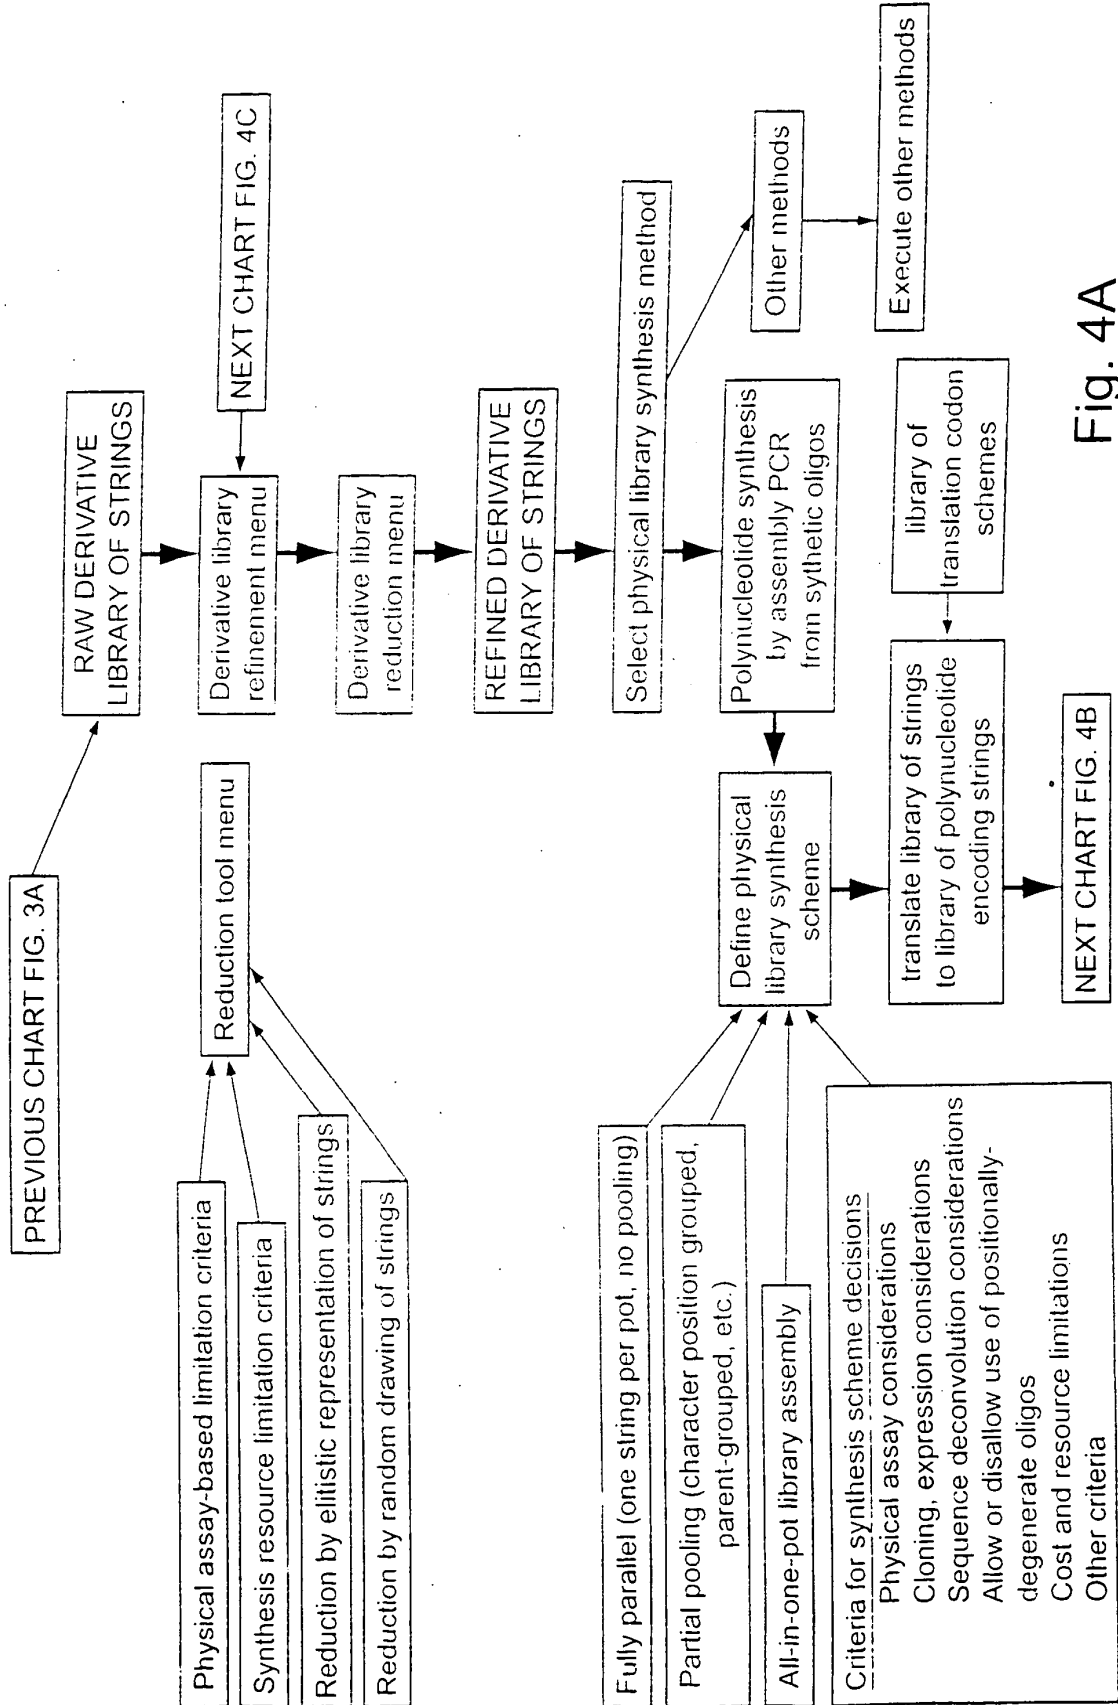 PREVIOUS CHART FIG. 3A
RAW DERIVATIVE
LIBRARY OF STRINGS
NEXT CHART FIG. 4C
Derivative library
refinement menu
Reduction tool menu
Physical assay-based limitation criteria
Synthesis resource limitation criteria
Reduction by elitistic representation of strings
Reduction by random drawing of strings
Derivative library
reduction menu
REFINED DERIVATIVE
LIBRARY OF STRINGS
Select physical library synthesis method
Other methods
Execute other methods
Polynucleotide synthesis
by assembly PCR
from sythetic oligos
Define physical
library synthesis
scheme
Fully parallel (one string per pot, no pooling)
Partial pooling (character position grouped,
parent-grouped, etc.)
All-in-one-pot library assembly
Criteria for synthesis scheme decisions
Physical assay considerations
Cloning, expression considerations
Sequence deconvolution considerations
Allow or disallow use of positionally-
degenerate oligos
Cost and resource limitations
Other criteria
translate library of strings
to library of polynucleotide
encoding strings
library of
translation codon
schemes
NEXT CHART FIG. 4B
Fig. 4A